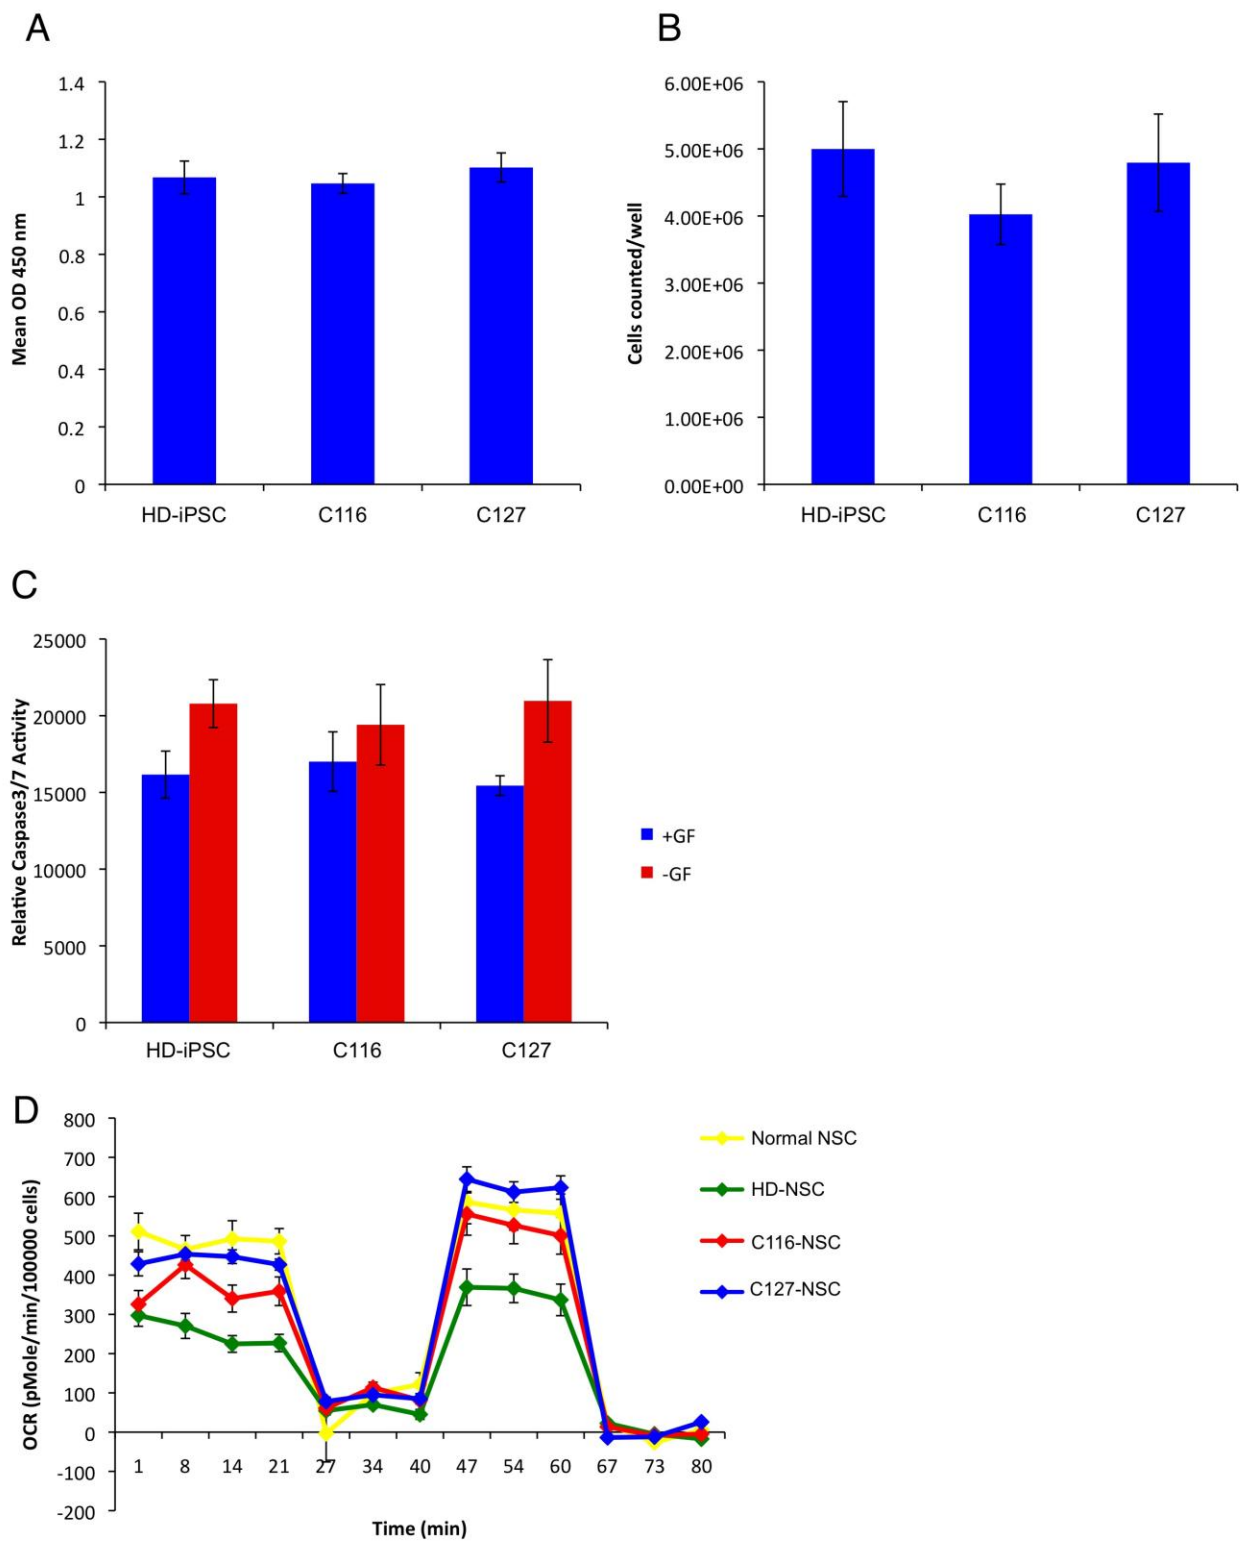 A
1.4
1.2
1
0.8
0.6
0.4
0.2
0
Mean OD 450 nm
HD-iPSC C116 C127
B
6.00E+06
5.00E+06
4.00E+06
3.00E+06
2.00E+06
1.00E+06
0.00E+00
Cells counted/well
HD-iPSC C116 C127
C
25000
20000
15000
10000
5000
0
Relative Caspase3/7 Activity
HD-iPSC C116 C127
+GF
-GF
D
800
700
600
500
400
300
200
100
0
-100
-200
OCR (pMole/min/100000 cells)
1 8 14 21 27 34 40 47 54 60 67 73 80
Time (min)
Normal NSC
HD-NSC
C116-NSC
C127-NSC